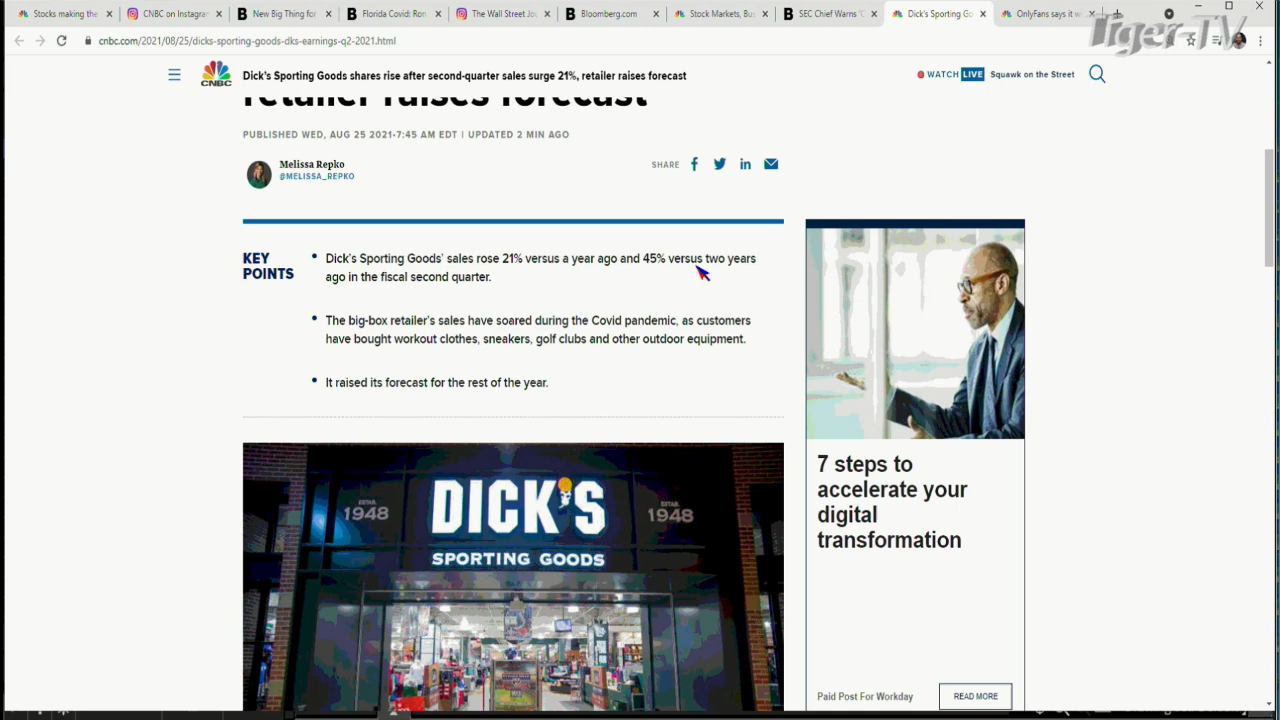 Stocks making the
CNBC on Instagra
New Big Thing for
Florida Covid: Ron
The Wall Street Jo
Bloomberg.com
Stock Markets, Bus
SEC Chief Warns 'C
Dick's Sporting Go
OnlyFans says it w
Tiger-TV
cnbc.com/2021/08/25/dicks-sporting-goods-dks-earnings-q2-2021.html
CNBC
Dick's Sporting Goods shares rise after second-quarter sales surge 21%, retailer raises forecast
WATCH LIVE Squawk on the Street
retailer raises forecast
PUBLISHED WED, AUG 25 2021•7:45 AM EDT | UPDATED 2 MIN AGO
Melissa Repko
@MELISSA_REPKO
SHARE
KEY
POINTS
Dick's Sporting Goods' sales rose 21% versus a year ago and 45% versus two years
ago in the fiscal second quarter.
The big-box retailer's sales have soared during the Covid pandemic, as customers
have bought workout clothes, sneakers, golf clubs and other outdoor equipment.
It raised its forecast for the rest of the year.
ESTAB.
1948
DICK'S
SPORTING GOODS
ESTAB.
1948
7 steps to
accelerate your
digital
transformation
Paid Post For Workday
READ MORE